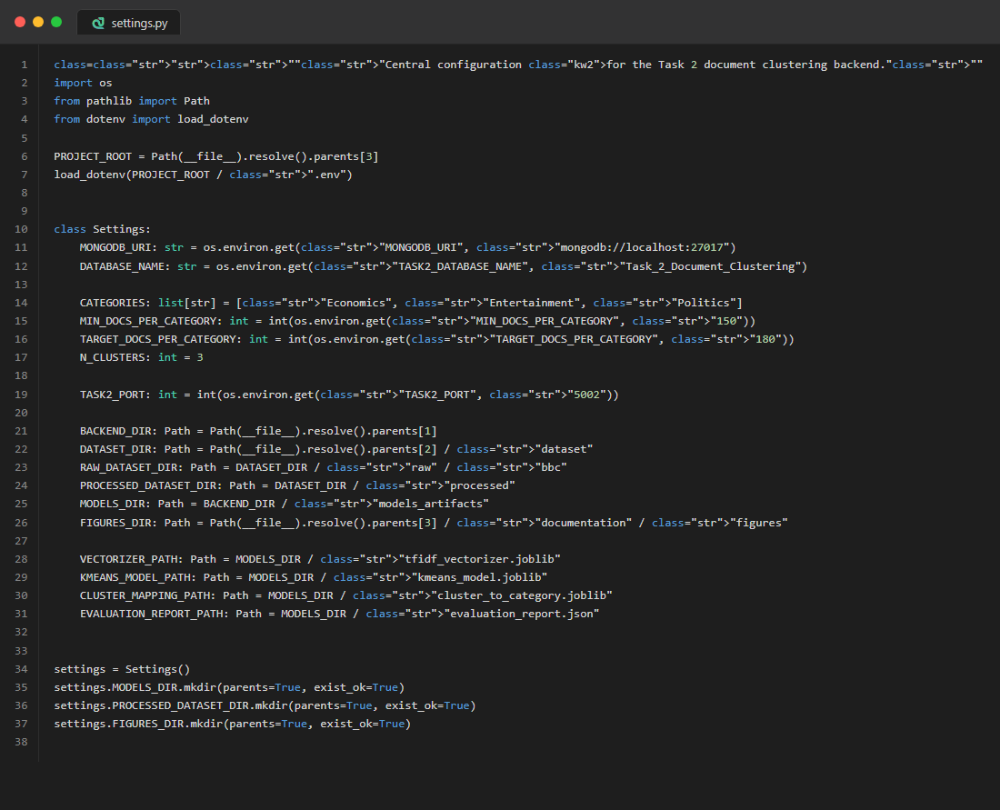 settings.py
1 class=class="str">"str">class="str">""class="str">"Central configuration class="kw2">for the Task 2 document clustering backend."class="str">""
2 import os
3 from pathlib import Path
4 from dotenv import load_dotenv
5
6 PROJECT_ROOT = Path(__file__).resolve().parents[3]
7 load_dotenv(PROJECT_ROOT / class="str">".env")
8
9
10 class Settings:
11     MONGODB_URI: str = os.environ.get(class="str">"MONGODB_URI", class="str">"mongodb://localhost:27017")
12     DATABASE_NAME: str = os.environ.get(class="str">"TASK2_DATABASE_NAME", class="str">"Task_2_Document_Clustering")
13
14     CATEGORIES: list[str] = [class="str">"Economics", class="str">"Entertainment", class="str">"Politics"]
15     MIN_DOCS_PER_CATEGORY: int = int(os.environ.get(class="str">"MIN_DOCS_PER_CATEGORY", class="str">"150"))
16     TARGET_DOCS_PER_CATEGORY: int = int(os.environ.get(class="str">"TARGET_DOCS_PER_CATEGORY", class="str">"180"))
17     N_CLUSTERS: int = 3
18
19     TASK2_PORT: int = int(os.environ.get(class="str">"TASK2_PORT", class="str">"5002"))
20
21     BACKEND_DIR: Path = Path(__file__).resolve().parents[1]
22     DATASET_DIR: Path = Path(__file__).resolve().parents[2] / class="str">"dataset"
23     RAW_DATASET_DIR: Path = DATASET_DIR / class="str">"raw" / class="str">"bbc"
24     PROCESSED_DATASET_DIR: Path = DATASET_DIR / class="str">"processed"
25     MODELS_DIR: Path = BACKEND_DIR / class="str">"models_artifacts"
26     FIGURES_DIR: Path = Path(__file__).resolve().parents[3] / class="str">"documentation" / class="str">"figures"
27
28     VECTORIZER_PATH: Path = MODELS_DIR / class="str">"tfidf_vectorizer.joblib"
29     KMEANS_MODEL_PATH: Path = MODELS_DIR / class="str">"kmeans_model.joblib"
30     CLUSTER_MAPPING_PATH: Path = MODELS_DIR / class="str">"cluster_to_category.joblib"
31     EVALUATION_REPORT_PATH: Path = MODELS_DIR / class="str">"evaluation_report.json"
32
33
34 settings = Settings()
35 settings.MODELS_DIR.mkdir(parents=True, exist_ok=True)
36 settings.PROCESSED_DATASET_DIR.mkdir(parents=True, exist_ok=True)
37 settings.FIGURES_DIR.mkdir(parents=True, exist_ok=True)
38